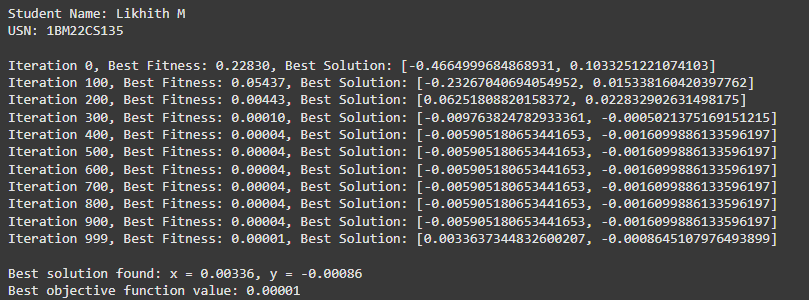 Student Name: Likhith M
USN: 1BM22CS135
Iteration 0, Best Fitness: 0.22830, Best Solution: [-0.4664999684868931, 0.1033251221074103]
Iteration 100, Best Fitness: 0.05437, Best Solution: [-0.23267040694054952, 0.015338160420397762]
Iteration 200, Best Fitness: 0.00443, Best Solution: [0.06251808820158372, 0.022832902631498175]
Iteration 300, Best Fitness: 0.00010, Best Solution: [-0.009763824782933361, -0.0005021375169151215]
Iteration 400, Best Fitness: 0.00004, Best Solution: [-0.005905180653441653, -0.0016099886133596197]
Iteration 500, Best Fitness: 0.00004, Best Solution: [-0.005905180653441653, -0.0016099886133596197]
Iteration 600, Best Fitness: 0.00004, Best Solution: [-0.005905180653441653, -0.0016099886133596197]
Iteration 700, Best Fitness: 0.00004, Best Solution: [-0.005905180653441653, -0.0016099886133596197]
Iteration 800, Best Fitness: 0.00004, Best Solution: [-0.005905180653441653, -0.0016099886133596197]
Iteration 900, Best Fitness: 0.00004, Best Solution: [-0.005905180653441653, -0.0016099886133596197]
Iteration 999, Best Fitness: 0.00001, Best Solution: [0.0033637344832600207, -0.0008645107976493899]
Best solution found: x = 0.00336, y = -0.00086
Best objective function value: 0.00001